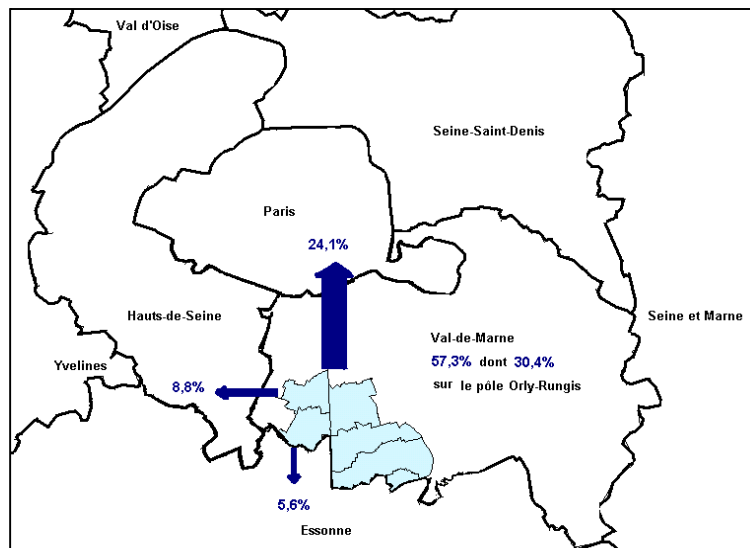 Val d'Oise
Seine-Saint-Denis
Paris
24,1%
Hauts-de-Seine
Seine et Marne
Val-de-Marne
57,3% dont 30,4%
sur le pôle Orly-Rungis
Yvelines
8,8%
5,6%
Essonne